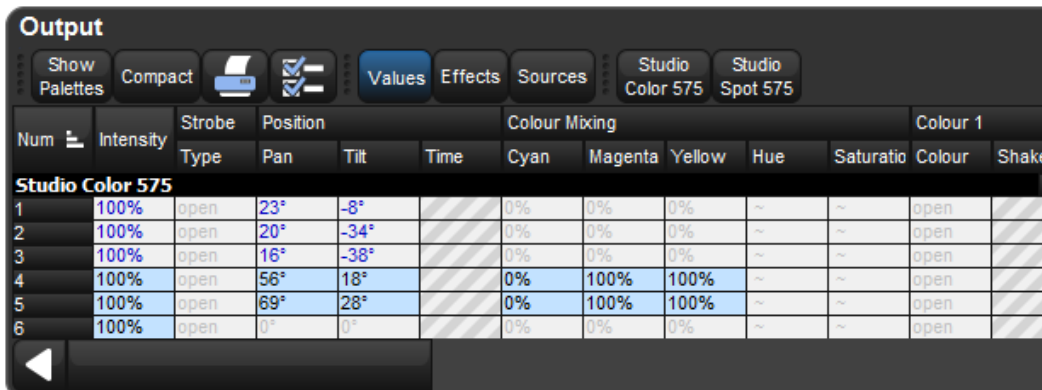 Output
Show Palettes Compact Values Effects Sources Studio Color 575 Studio Spot 575
Num Intensity Strobe Position Colour Mixing Colour 1
Type Pan Tilt Time Cyan Magenta Yellow Hue Saturatio Colour Shake
Studio Color 575
1 100% open 23° -8° 0% 0% 0% ~ ~ open
2 100% open 20° -34° 0% 0% 0% ~ ~ open
3 100% open 16° -38° 0% 0% 0% ~ ~ open
4 100% open 56° 18° 0% 100% 100% ~ ~ open
5 100% open 69° 28° 0% 100% 100% ~ ~ open
6 100% open 0° 0° 0% 0% 0% ~ ~ open